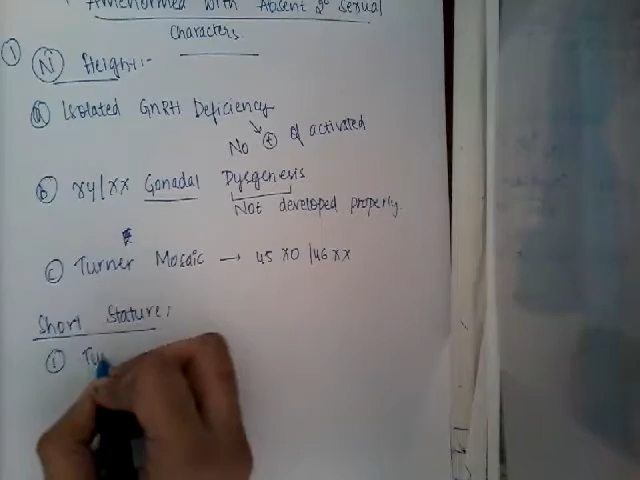 Amenorrhea with Absent 2° Sexual
Characters
① Ⓝ Height:-
ⓐ Isolated GnRH Deficiency
No ⊕ of activated
ⓑ XY/XX Gonadal Dysgenesis
Not developed properly.
ⓒ Turner Mosaic → 45 XO/46 XX
Short Stature:
① Tu